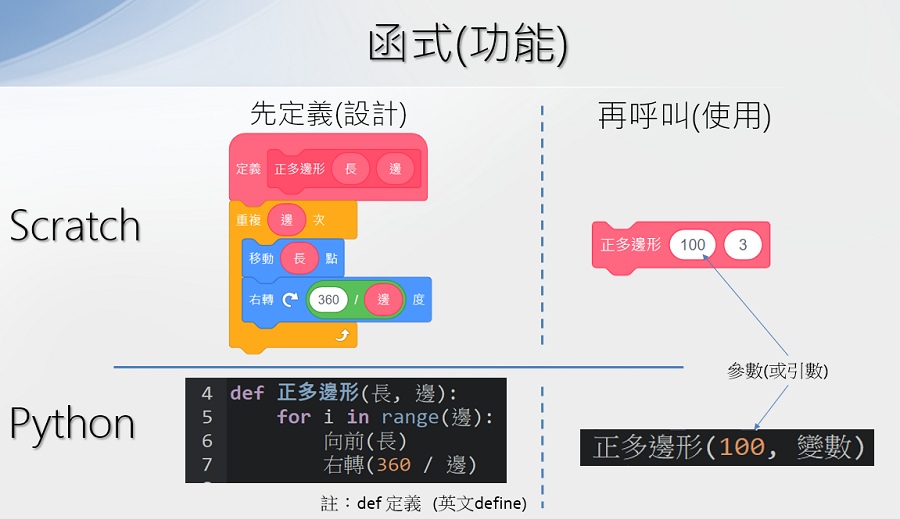 函式(功能)
先定義(設計)
再呼叫(使用)
Scratch
定義 正多邊形 長 邊
重複 邊 次
移動 長 點
右轉 360 / 邊 度
正多邊形 100 3
參數(或引數)
Python
4 def 正多邊形(長, 邊):
5 for i in range(邊):
6 向前(長)
7 右轉(360 / 邊)
正多邊形(100, 變數)
註：def 定義 (英文define)